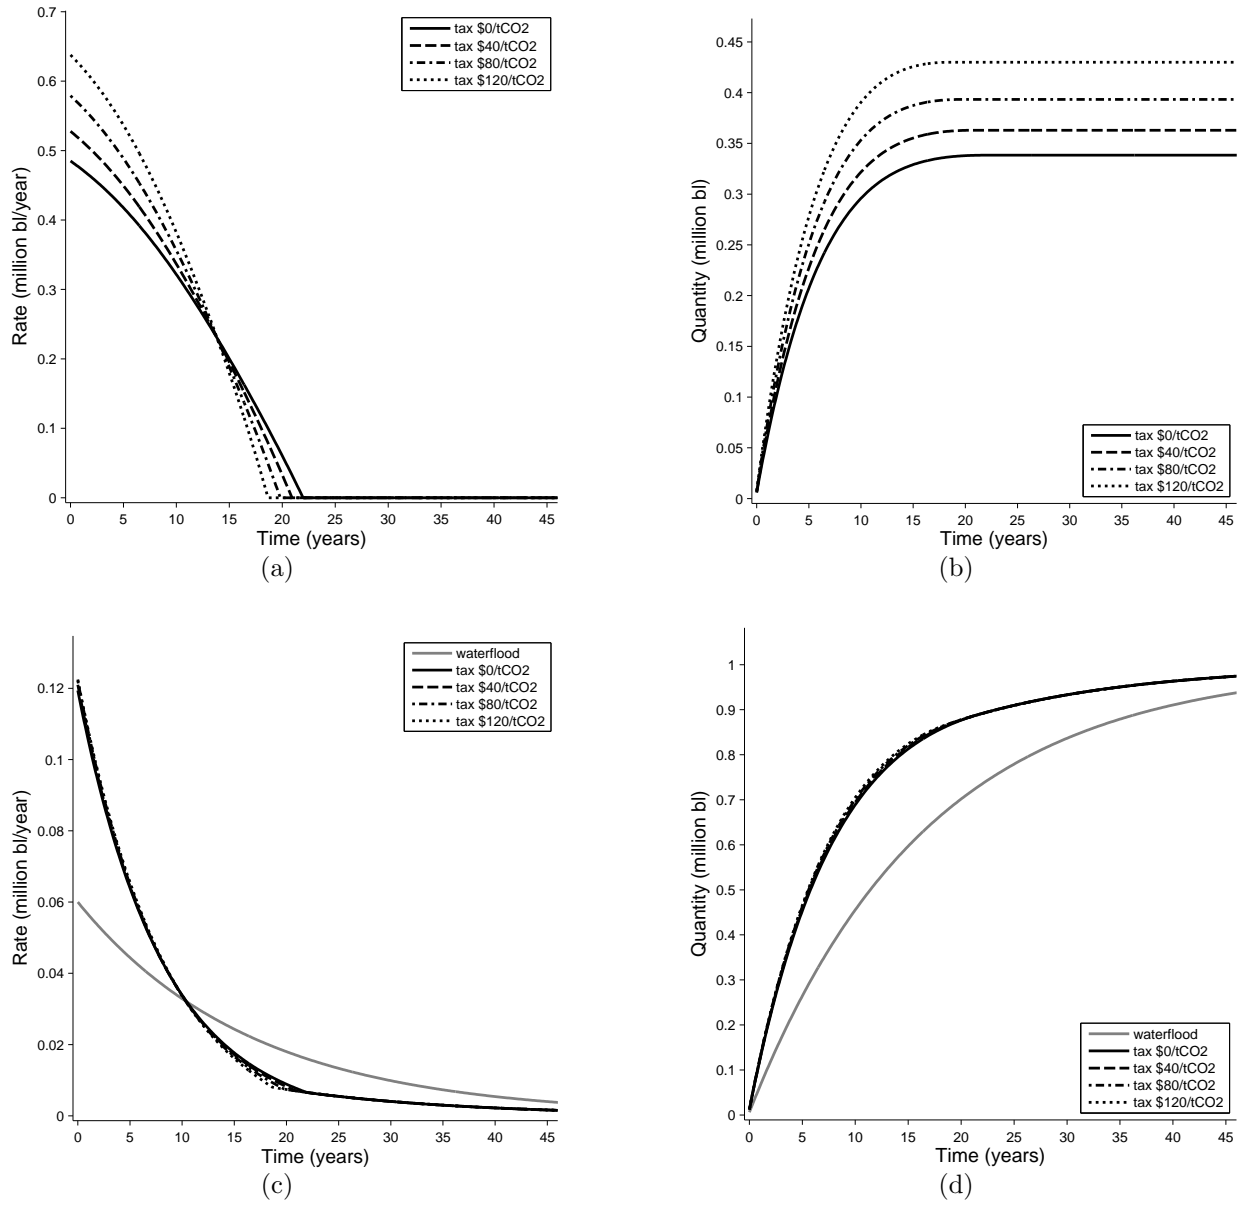 0.7
0.6
0.5
0.4
0.3
0.2
0.1
0
Rate (million bl/year)
tax $0/tCO2
tax $40/tCO2
tax $80/tCO2
tax $120/tCO2
0 5 10 15 20 25 30 35 40 45
Time (years)
(a)
0.45
0.4
0.35
0.3
0.25
0.2
0.15
0.1
0.05
0
Quantity (million bl)
tax $0/tCO2
tax $40/tCO2
tax $80/tCO2
tax $120/tCO2
0 5 10 15 20 25 30 35 40 45
Time (years)
(b)
0.12
0.1
0.08
0.06
0.04
0.02
0
Rate (million bl/year)
waterflood
tax $0/tCO2
tax $40/tCO2
tax $80/tCO2
tax $120/tCO2
0 5 10 15 20 25 30 35 40 45
Time (years)
(c)
1
0.9
0.8
0.7
0.6
0.5
0.4
0.3
0.2
0.1
0
Quantity (million bl)
waterflood
tax $0/tCO2
tax $40/tCO2
tax $80/tCO2
tax $120/tCO2
0 5 10 15 20 25 30 35 40 45
Time (years)
(d)